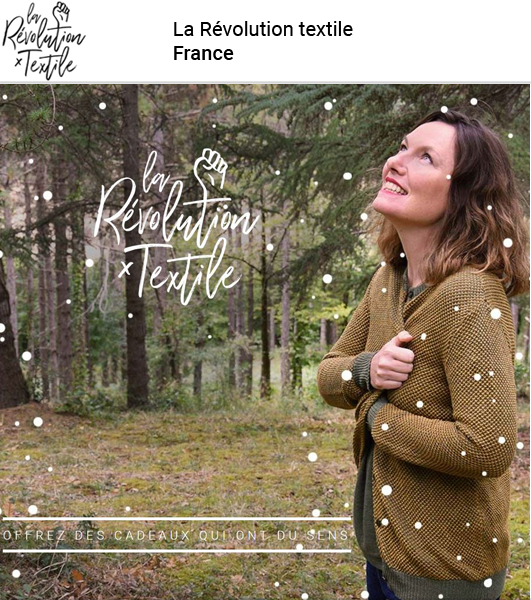 la
Révolution
x Textile
La Révolution textile
France
la
Révolution
x Textile
OFFREZ DES CADEAUX QUI ONT DU SENS